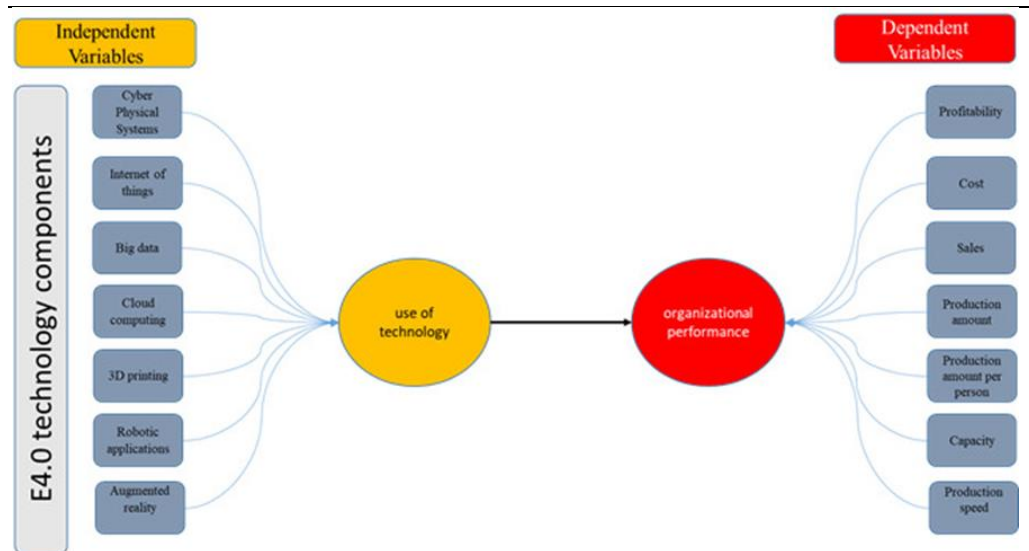 Independent
Variables
Dependent
Variables
E4.0 technology components
Cyber
Physical
Systems
Internet of
things
Big data
Cloud
computing
3D printing
Robotic
applications
Augmented
reality
use of
technology
organizational
performance
Profitability
Cost
Sales
Production
amount
Production
amount per
person
Capacity
Production
speed